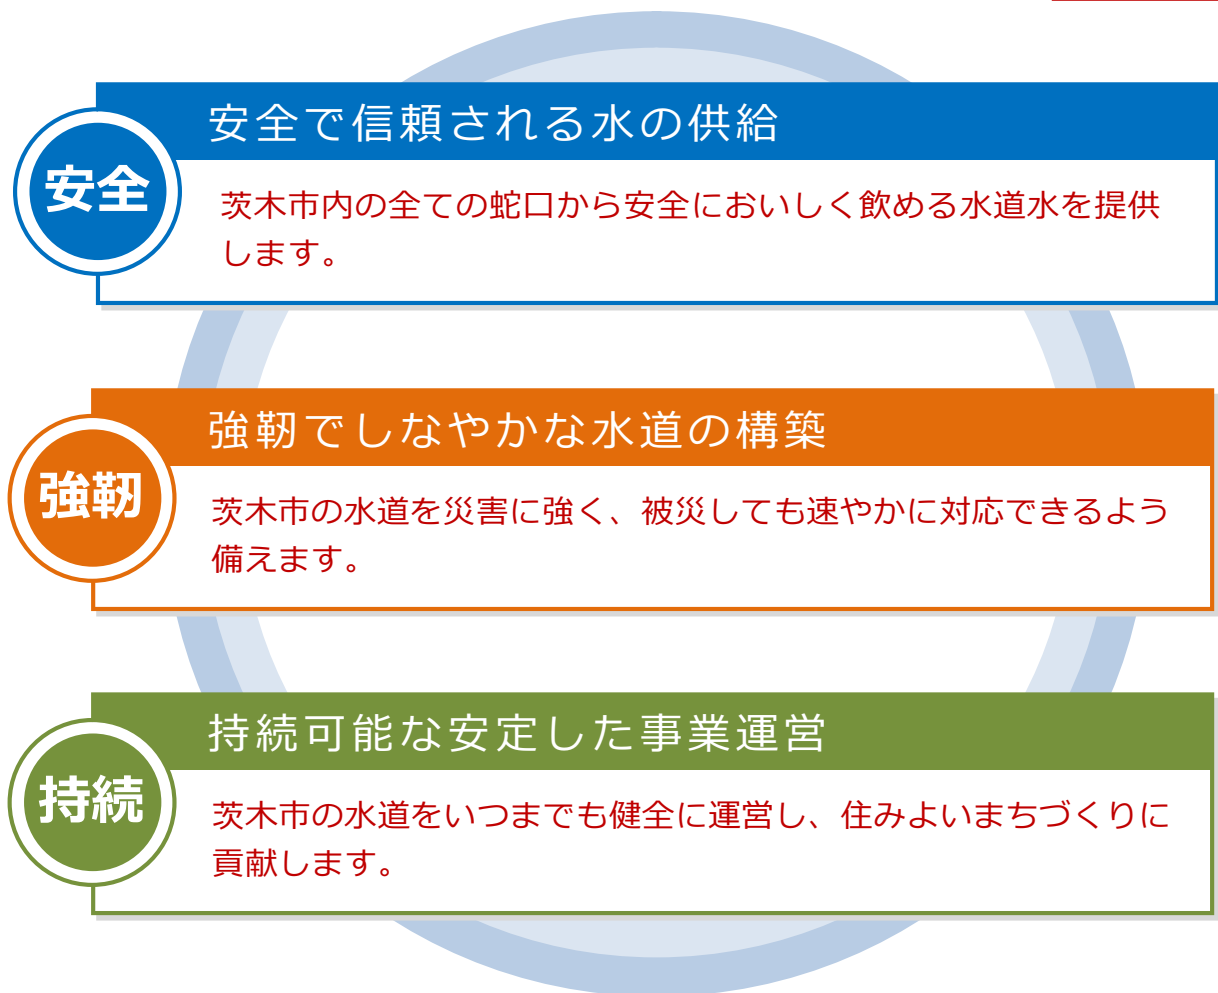 安全で信頼される水の供給
安全
茨木市内の全ての蛇口から安全においしく飲める水道水を提供
します。
強靭でしなやかな水道の構築
強靭
茨木市の水道を災害に強く、被災しても速やかに対応できるよう
備えます。
持続可能な安定した事業運営
持続
茨木市の水道をいつまでも健全に運営し、住みよいまちづくりに
貢献します。